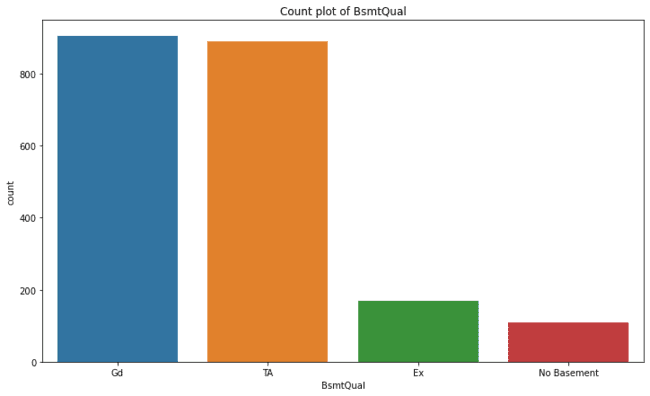 Count plot of BsmtQual
800
600
400
200
0
count
Gd TA Ex No Basement
BsmtQual